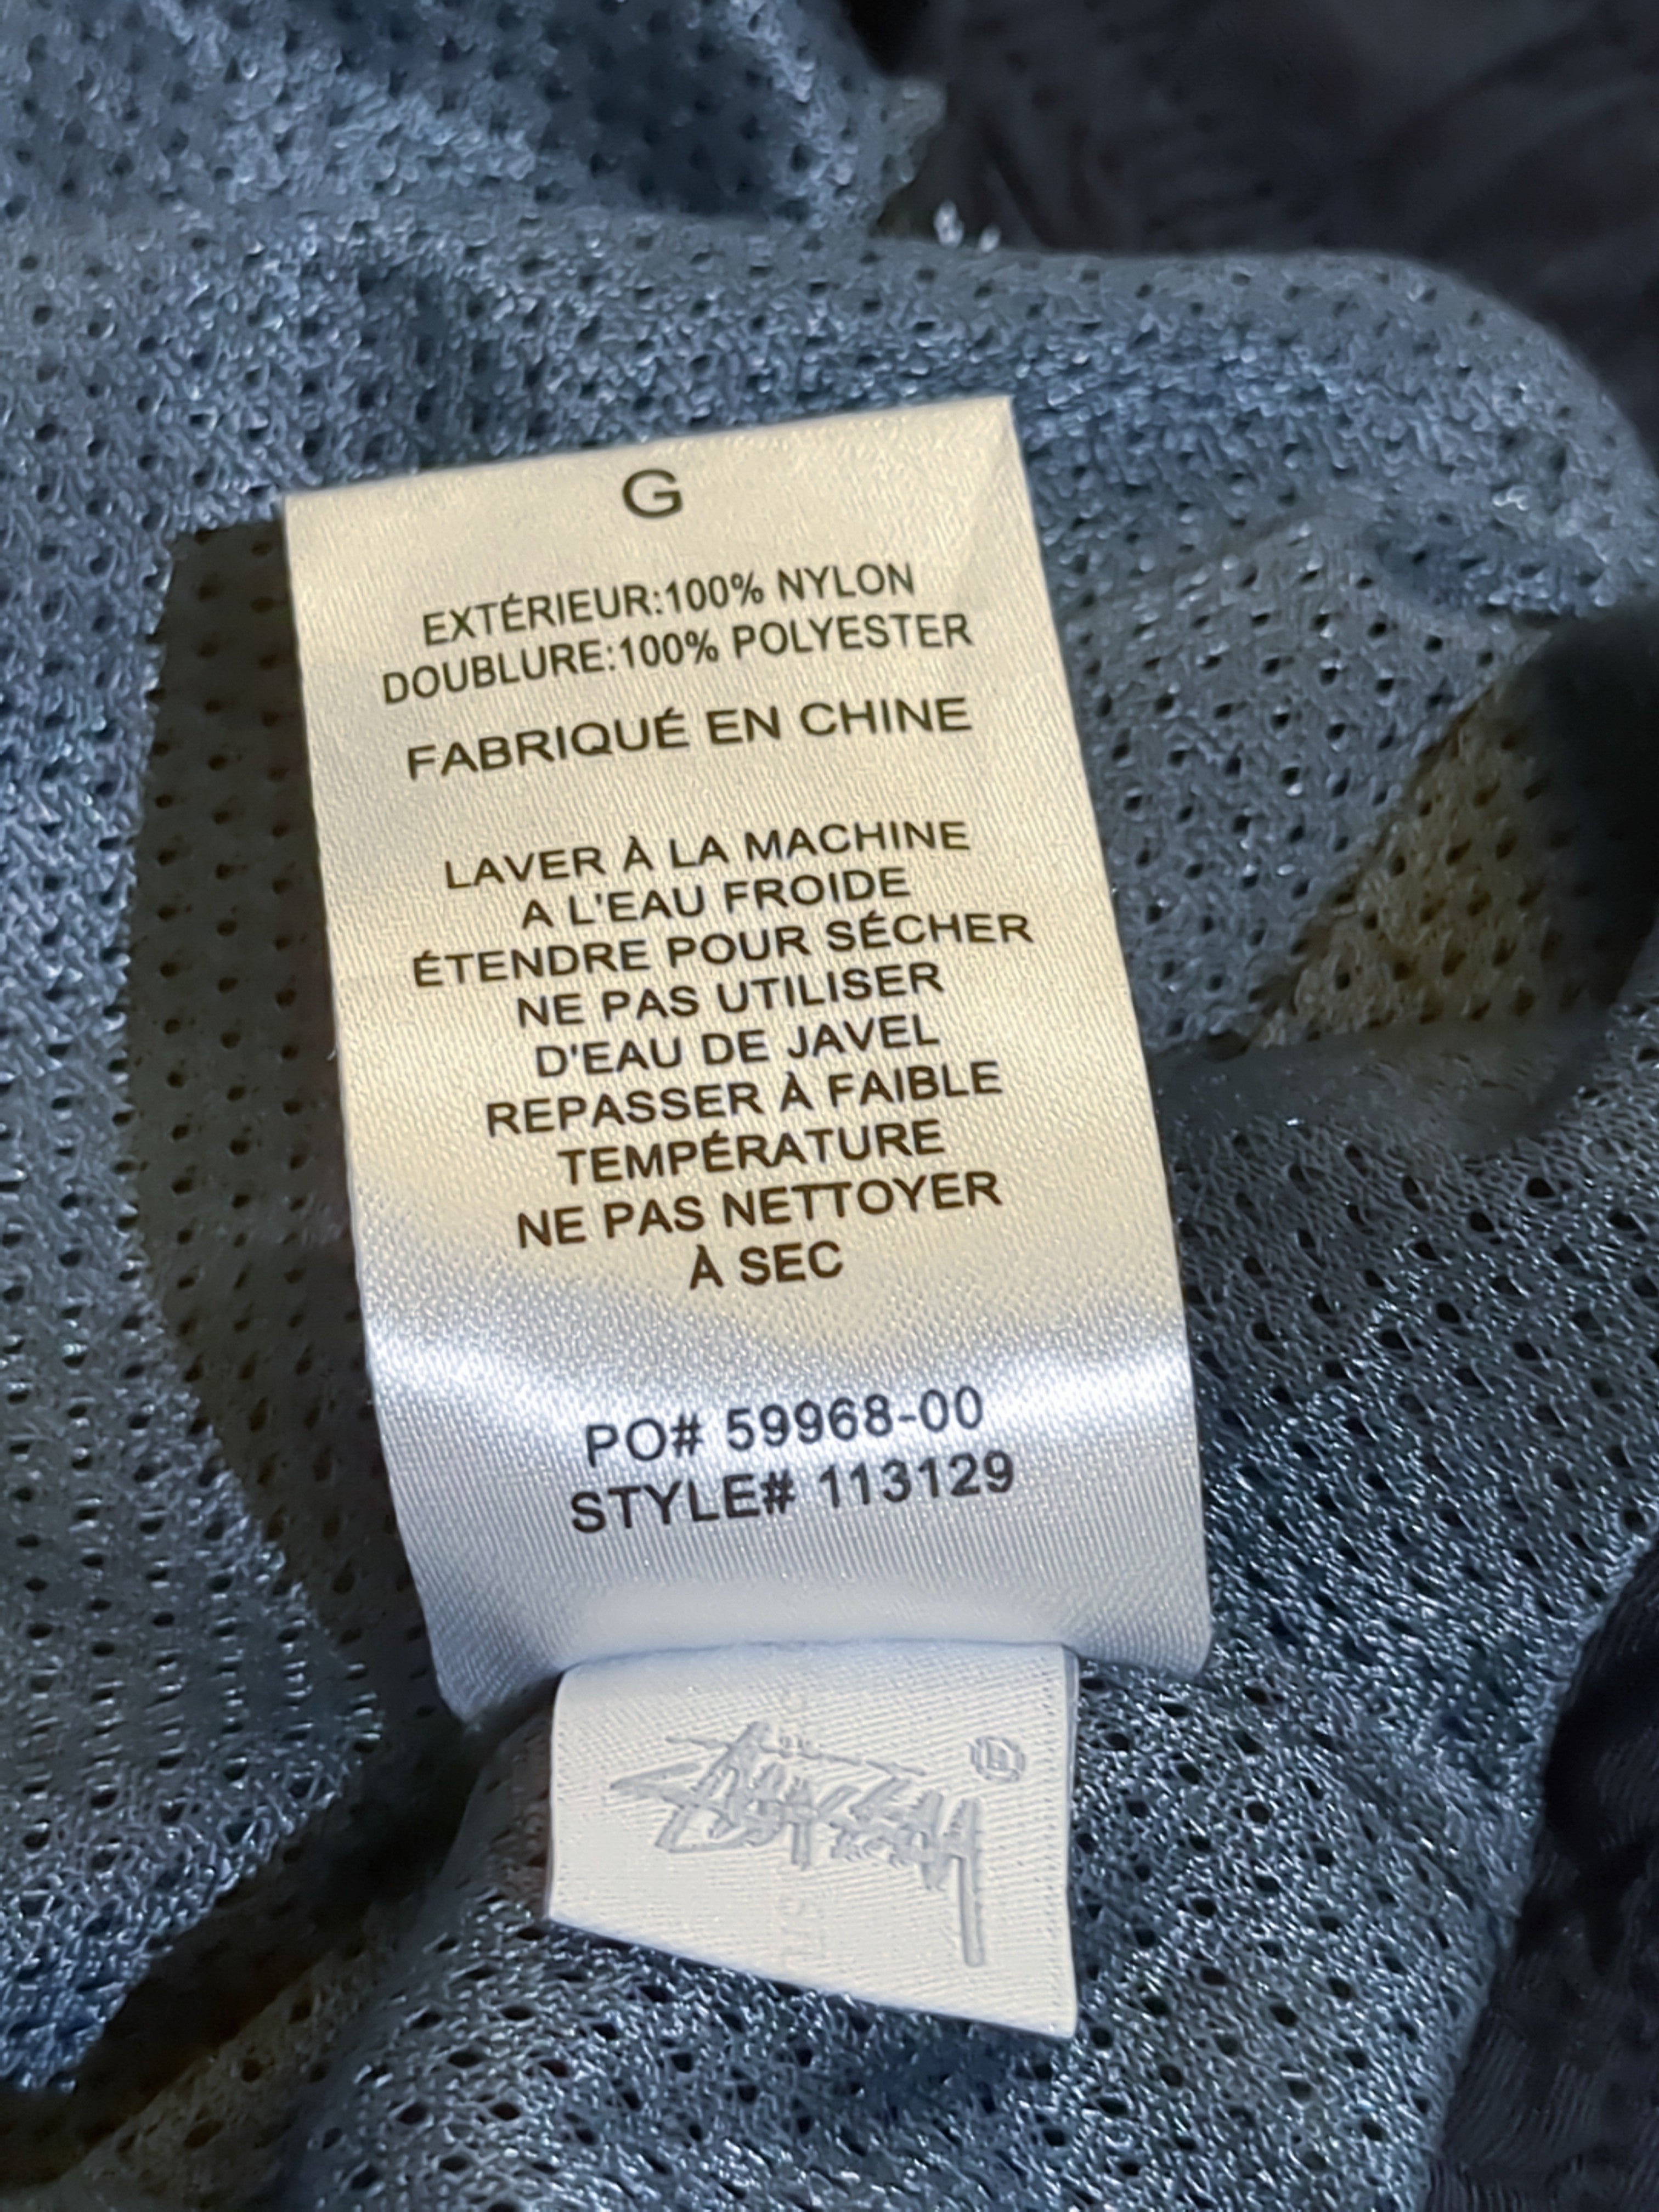 G
EXTÉRIEUR:100% NYLON
DOUBLURE:100% POLYESTER
FABRIQUÉ EN CHINE
LAVER À LA MACHINE
A L'EAU FROIDE
ÉTENDRE POUR SÉCHER
NE PAS UTILISER
D'EAU DE JAVEL
REPASSER À FAIBLE
TEMPÉRATURE
NE PAS NETTOYER
À SEC
PO# 59968-00
STYLE# 113129
Stüssy ®